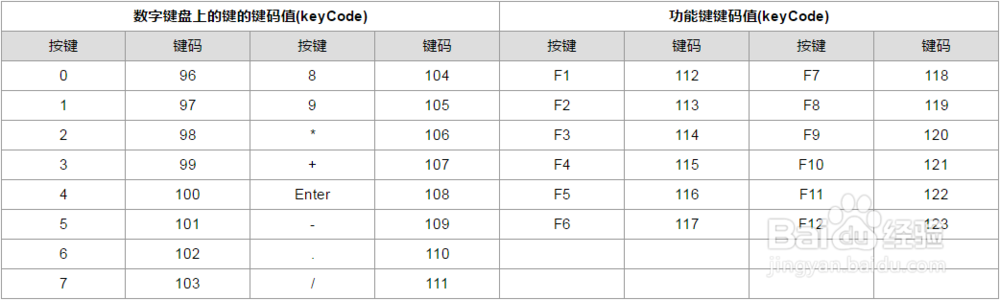 数字键盘上的键的键码值(keyCode) 功能键键码值(keyCode)
按键 键码 按键 键码 按键 键码 按键 键码
0 96 8 104 F1 112 F7 118
1 97 9 105 F2 113 F8 119
2 98 * 106 F3 114 F9 120
3 99 + 107 F4 115 F10 121
4 100 Enter 108 F5 116 F11 122
5 101 - 109 F6 117 F12 123
6 102 . 110
7 103 / 111
Baidu 经验
jingyan.baidu.com